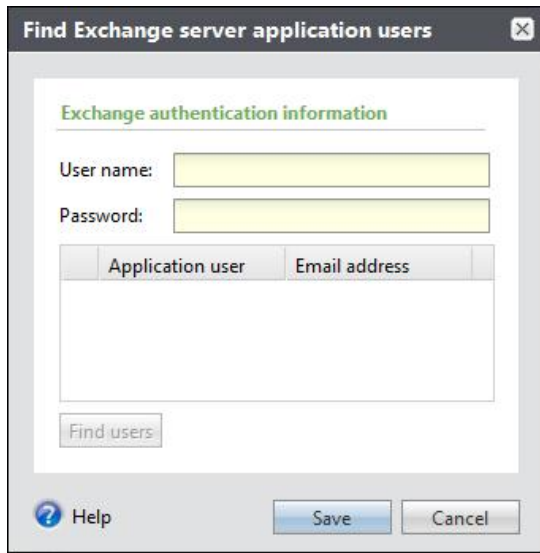 Find Exchange server application users
Exchange authentication information
User name:
Password:
Application user Email address
Find users
Help Save Cancel